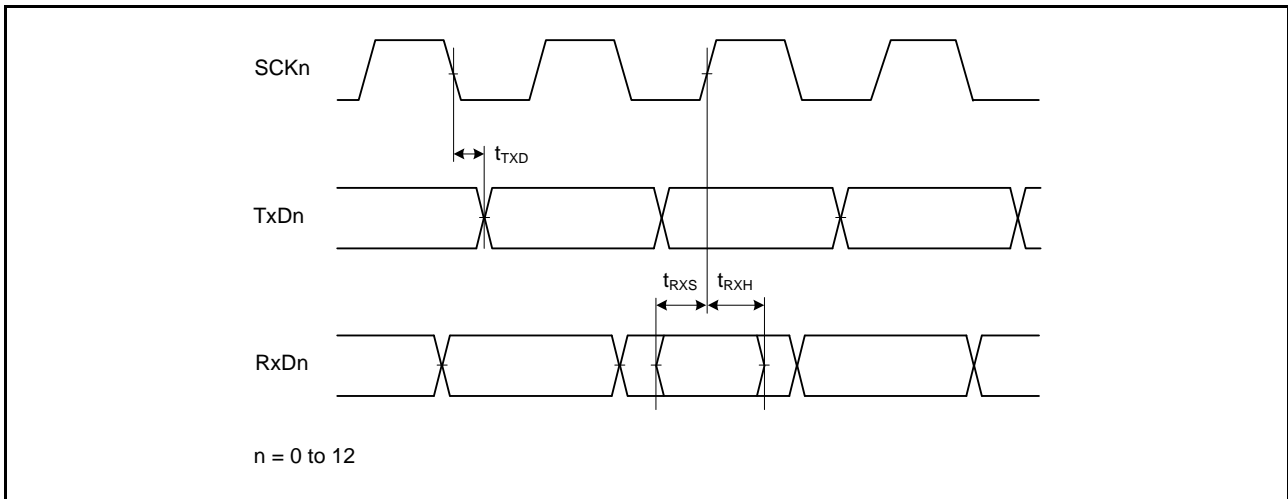 SCKn
tTXD
TxDn
tRXS tRXH
RxDn
n = 0 to 12